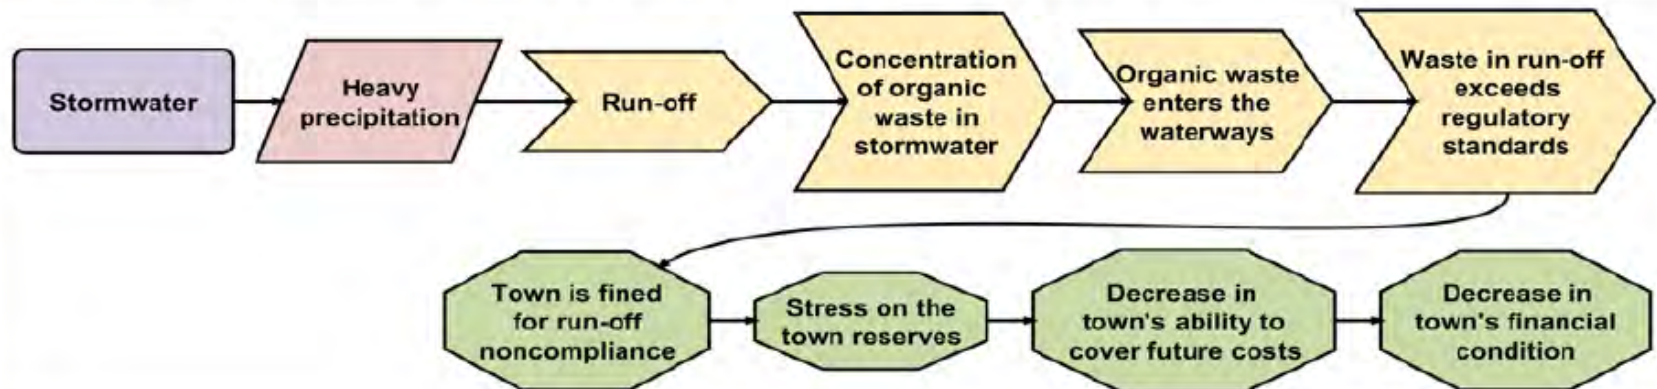 Stormwater
Heavy
precipitation
Run-off
Concentration
of organic
waste in
stormwater
Organic waste
enters the
waterways
Waste in run-off
exceeds
regulatory
standards
Town is fined
for run-off
noncompliance
Stress on the
town reserves
Decrease in
town's ability to
cover future costs
Decrease in
town's financial
condition